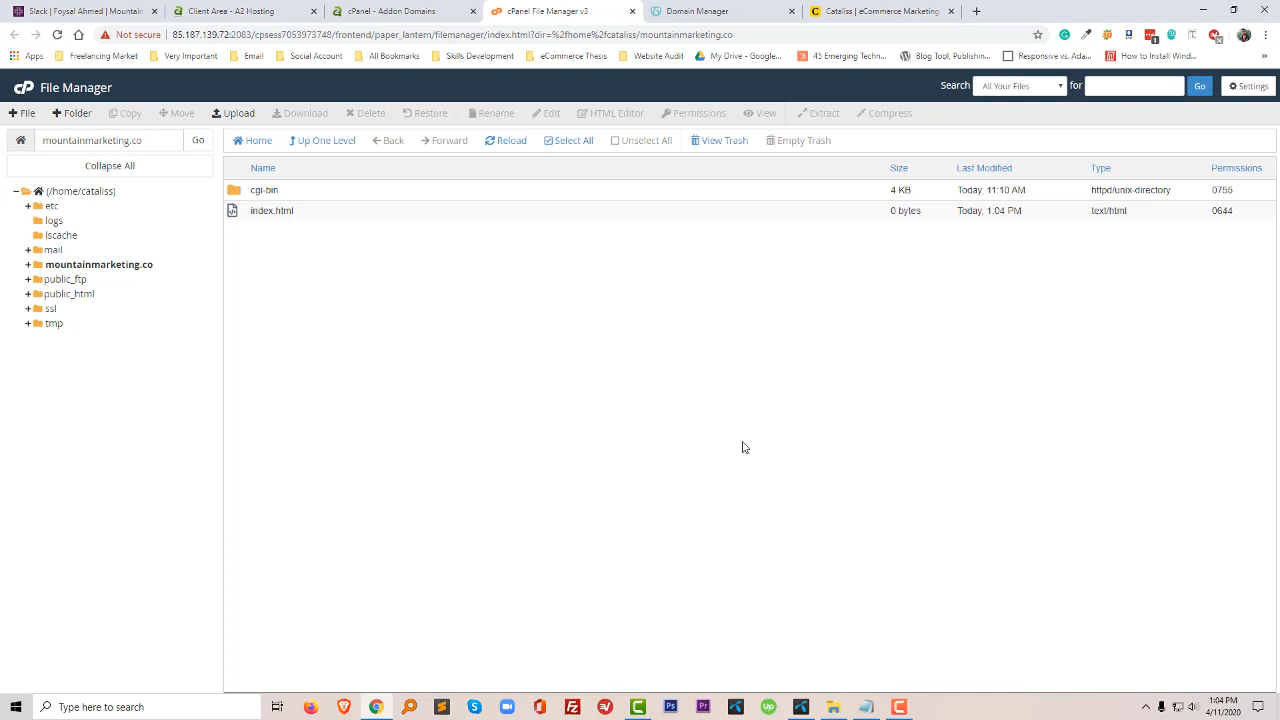 Slack | Foysal Ahmed | Mountain
Client Area - A2 Hosting
cPanel - Addon Domains
cPanel File Manager v3
Domain Manager
Cataliss | eCommerce Marketing
Not secure | 85.187.139.72:2083/cpsess7053973748/frontend/paper_lantern/filemanager/index.html?dir=%2fhome%2fcataliss/mountainmarketing.co
Apps Freelancing Market Very Important Email Social Account All Bookmarks Skills Development eCommerce Thesis Website Audit My Drive - Google... 45 Emerging Tech... Blog Tool, Publishin... Responsive vs. Ada... How to Install Wind... »
cP File Manager
Search All Your Files for Go Settings
+ File + Folder Copy Move Upload Download Delete Restore Rename Edit HTML Editor Permissions View Extract Compress
mountainmarketing.co Go
Home Up One Level Back Forward Reload Select All Unselect All View Trash Empty Trash
Collapse All
Name Size Last Modified Type Permissions
cgi-bin 4 KB Today, 11:10 AM httpd/unix-directory 0755
index.html 0 bytes Today, 1:04 PM text/html 0644
(/home/cataliss)
etc
logs
lscache
mail
mountainmarketing.co
public_ftp
public_html
ssl
tmp
Type here to search
1:04 PM
4/11/2020